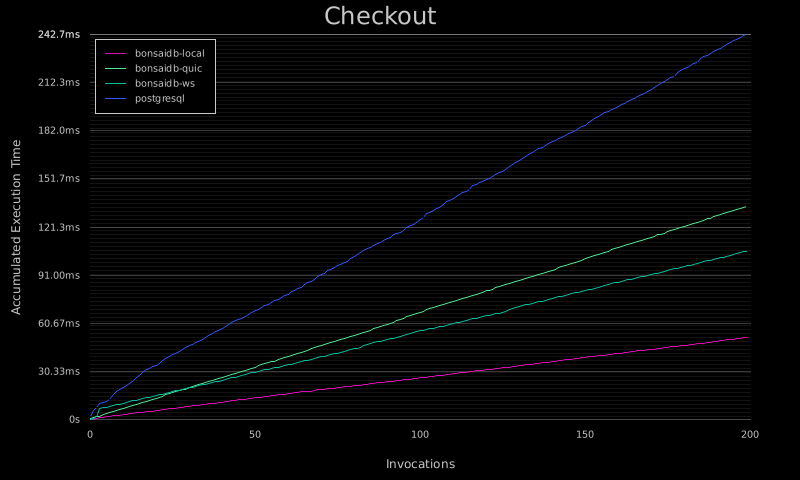 Checkout
242.7ms
212.3ms
182.0ms
151.7ms
121.3ms
91.00ms
60.67ms
30.33ms
0s
Accumulated Execution Time
bonsaidb-local
bonsaidb-quic
bonsaidb-ws
postgresql
0
50
100
150
200
Invocations